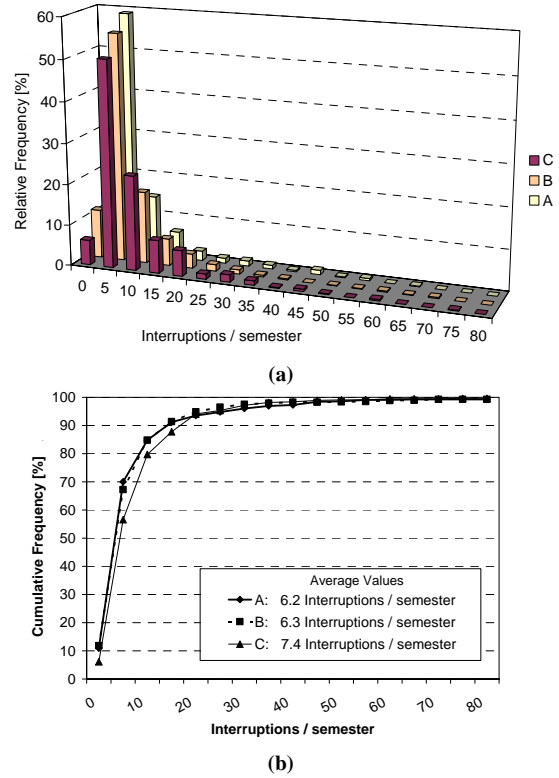 60
50
40
30
20
10
0
Relative Frequency [%]
0 5 10 15 20 25 30 35 40 45 50 55 60 65 70 75 80
Interruptions / semester
C
B
A
(a)
100
90
80
70
60
50
40
30
20
10
0
Cumulative Frequency [%]
Average Values
A: 6.2 Interruptions / semester
B: 6.3 Interruptions / semester
C: 7.4 Interruptions / semester
0 10 20 30 40 50 60 70 80
Interruptions / semester
(b)